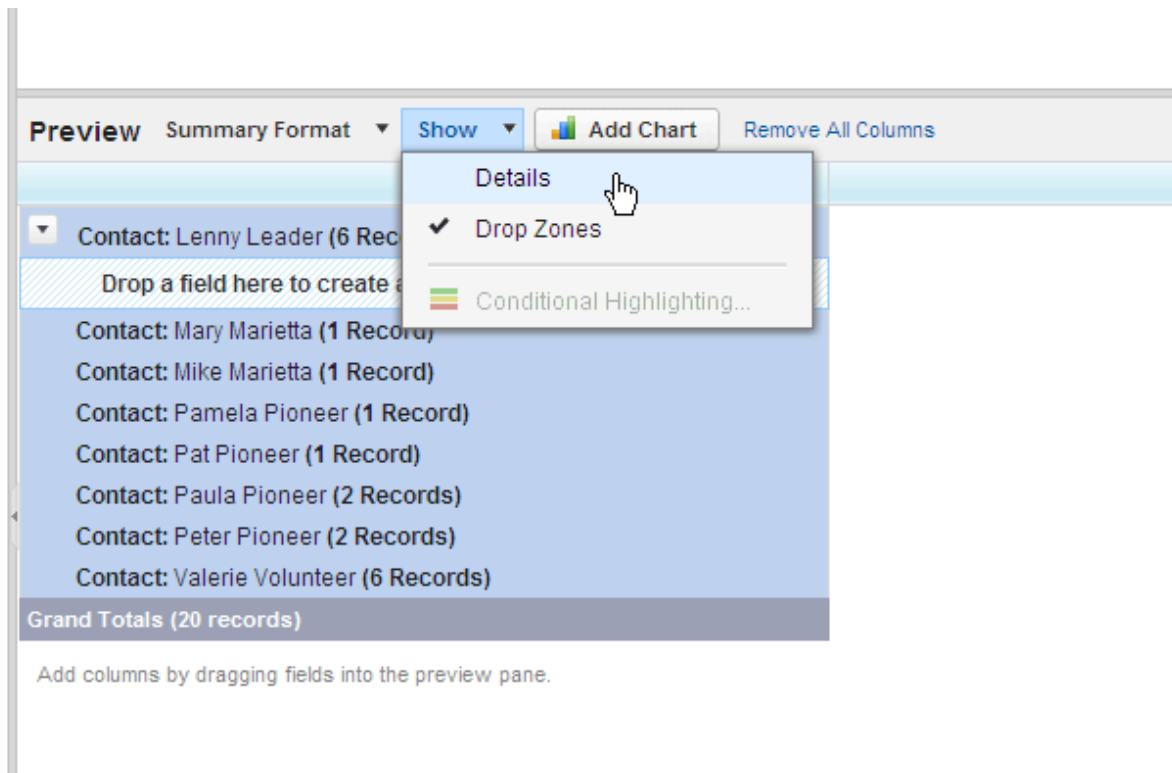 Preview Summary Format Show Add Chart Remove All Columns
Details
Contact: Lenny Leader (6 Rec
Drop Zones
Drop a field here to create
Conditional Highlighting...
Contact: Mary Marietta (1 Record)
Contact: Mike Marietta (1 Record)
Contact: Pamela Pioneer (1 Record)
Contact: Pat Pioneer (1 Record)
Contact: Paula Pioneer (2 Records)
Contact: Peter Pioneer (2 Records)
Contact: Valerie Volunteer (6 Records)
Grand Totals (20 records)
Add columns by dragging fields into the preview pane.